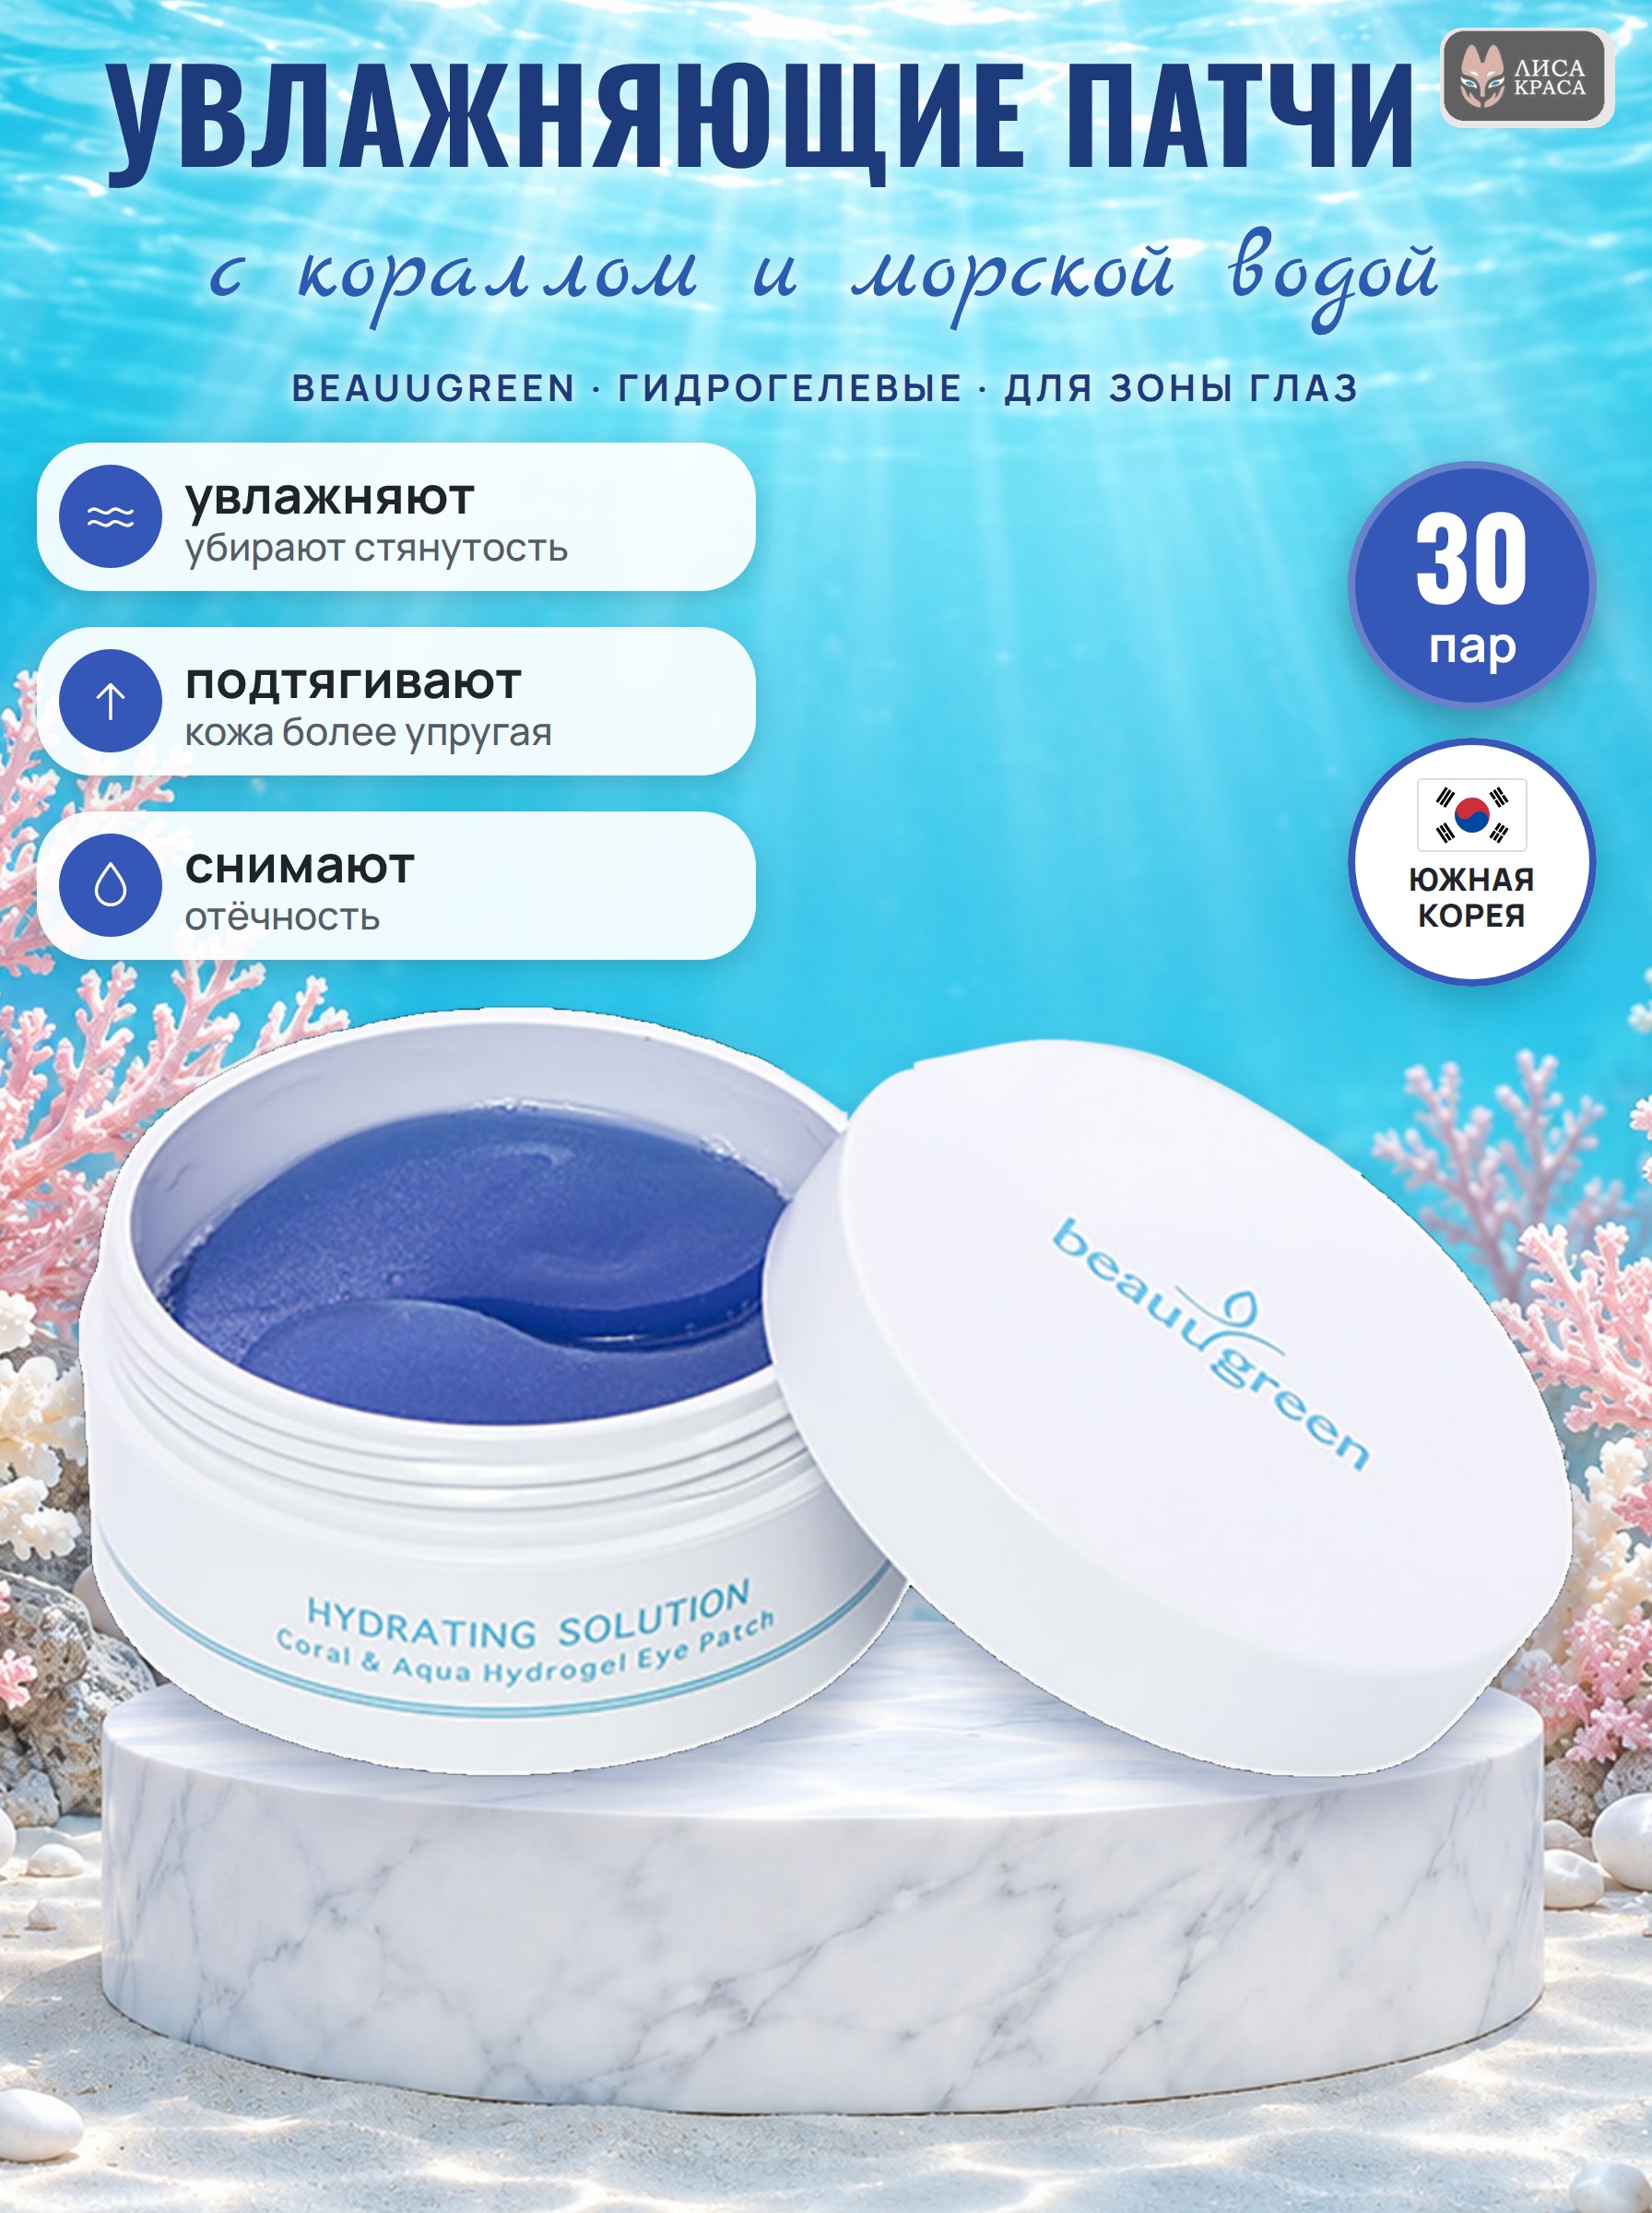 УВЛАЖНЯЮЩИЕ ПАТЧИ
ЛИСА
КРАСА
с кораллом и морской водой
BEAUUGREEN · ГИДРОГЕЛЕВЫЕ · ДЛЯ ЗОНЫ ГЛАЗ
увлажняют
убирают стянутость
30
пар
подтягивают
кожа более упругая
ЮЖНАЯ
КОРЕЯ
снимают
отёчность
beauugreen
HYDRATING SOLUTION
Coral & Aqua Hydrogel Eye Patch